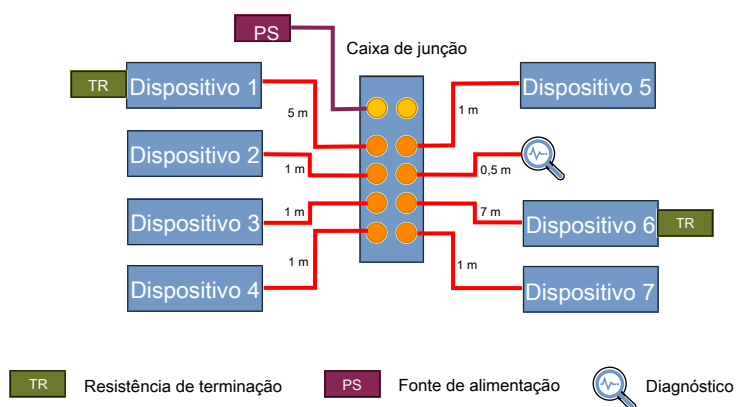 PS
Caixa de junção
TR
Dispositivo 1
Dispositivo 5
5 m
1 m
Dispositivo 2
1 m
0,5 m
Dispositivo 3
1 m
7 m
Dispositivo 6
TR
Dispositivo 4
1 m
1 m
Dispositivo 7
TR
Resistência de terminação
PS
Fonte de alimentação
Diagnóstico